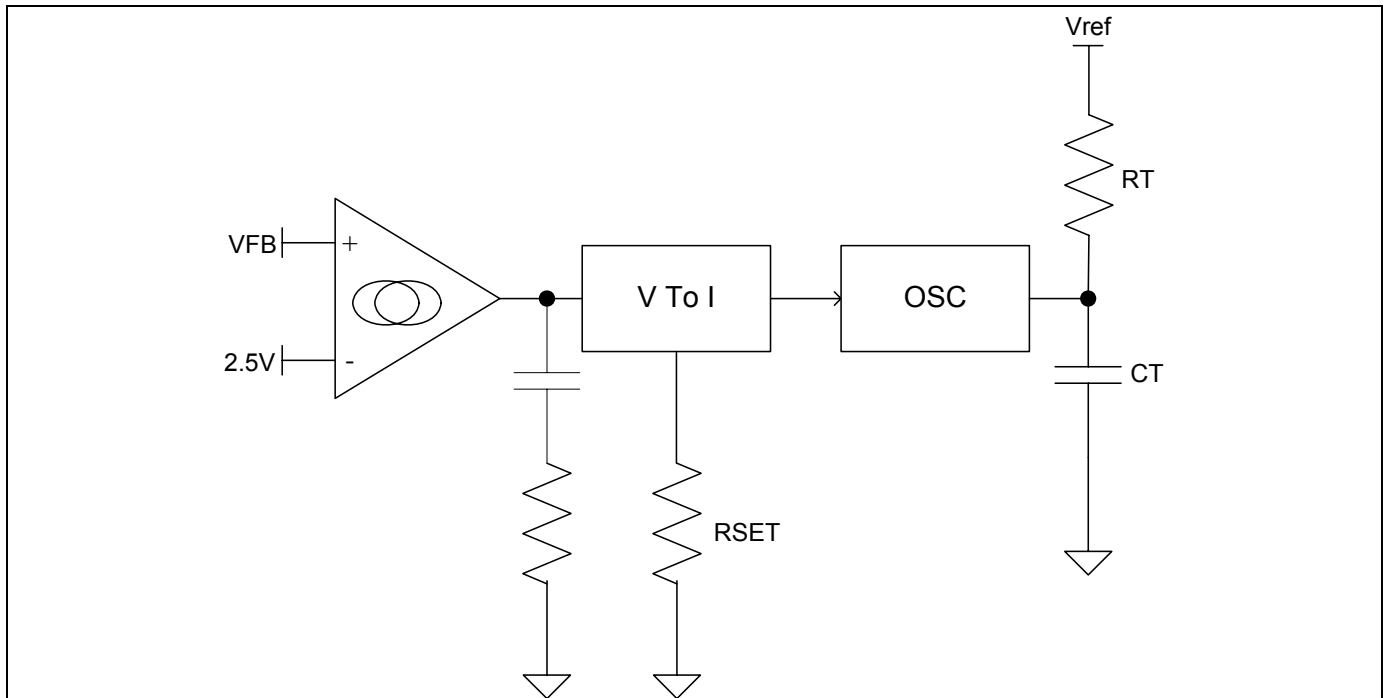 Vref
RT
VFB
+
V To I
OSC
2.5V
-
CT
RSET